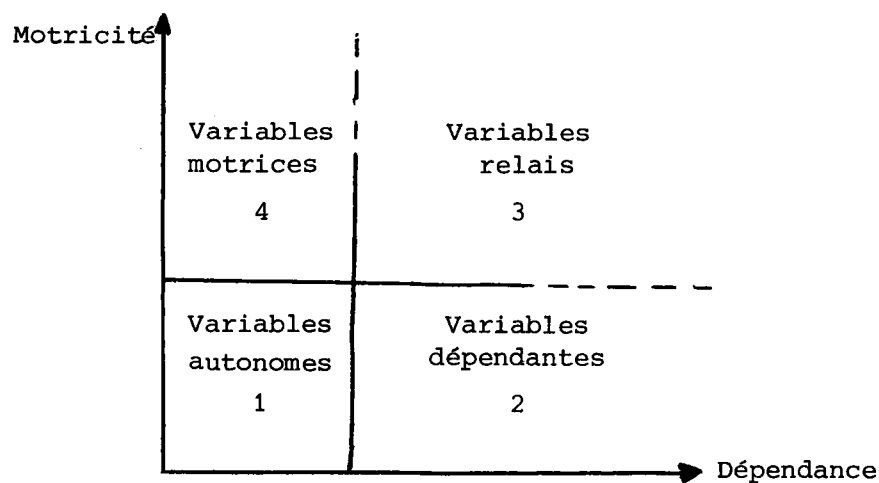 Motricité
Variables
motrices
4
Variables
relais
3
Variables
autonomes
1
Variables
dépendantes
2
Dépendance